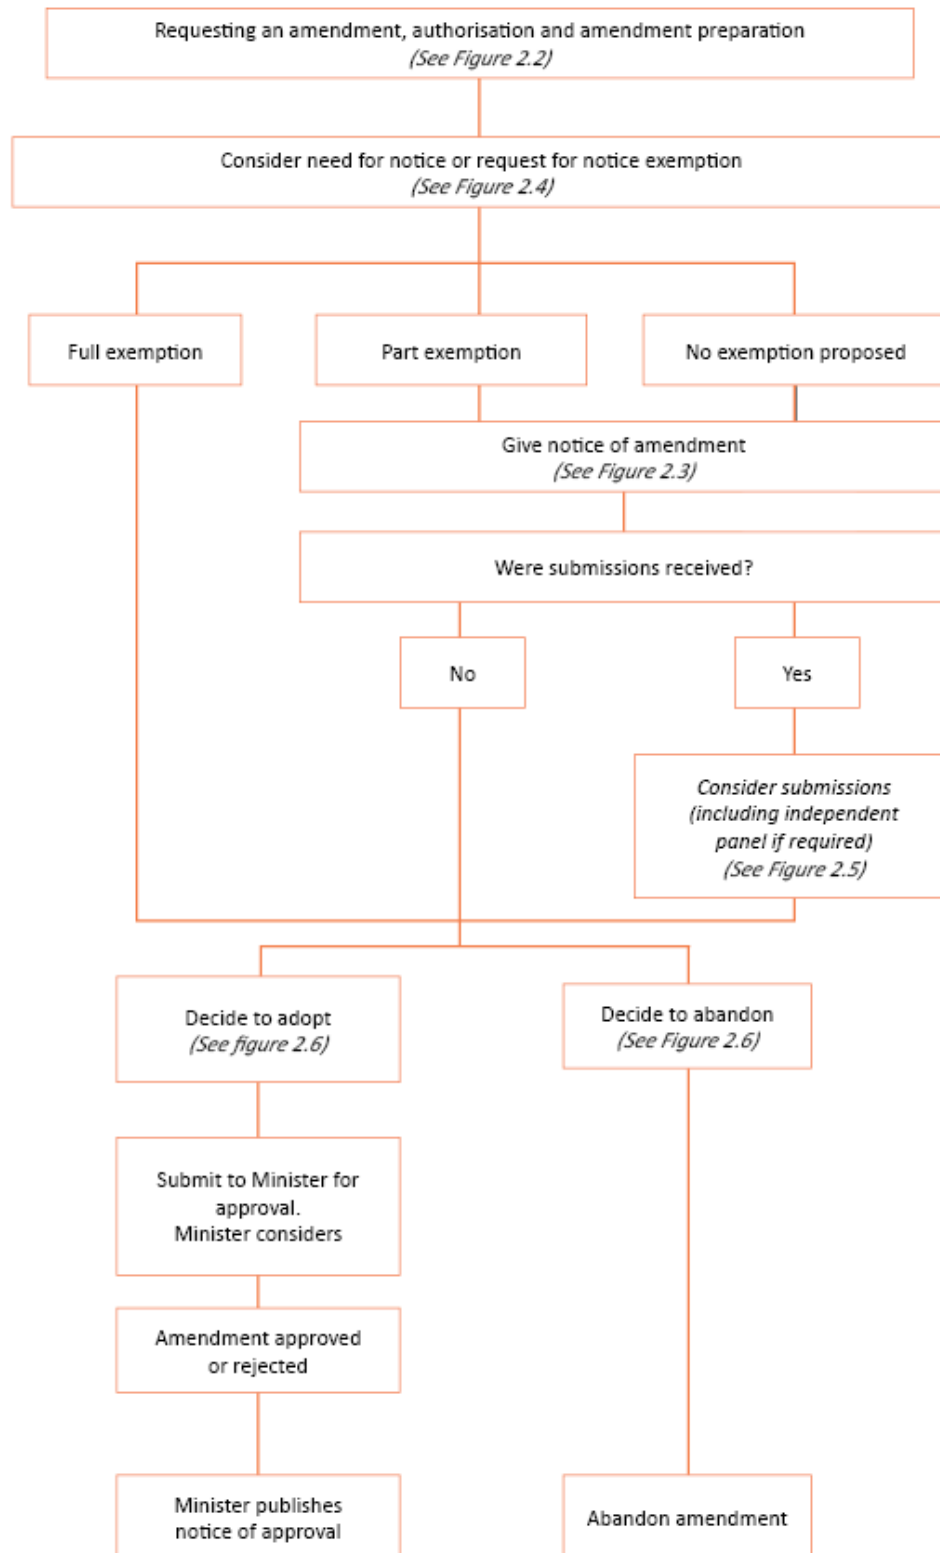 Requesting an amendment, authorisation and amendment preparation
(See Figure 2.2)
Consider need for notice or request for notice exemption
(See Figure 2.4)
Full exemption
Part exemption
No exemption proposed
Give notice of amendment
(See Figure 2.3)
Were submissions received?
No
Yes
Consider submissions
(including independent
panel if required)
(See Figure 2.5)
Decide to adopt
(See figure 2.6)
Decide to abandon
(See Figure 2.6)
Submit to Minister for
approval.
Minister considers
Amendment approved
or rejected
Minister publishes
notice of approval
Abandon amendment